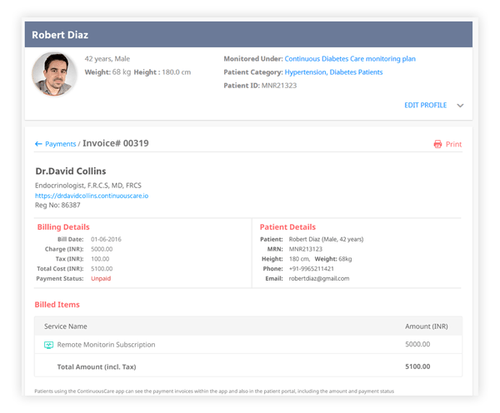 Robert Diaz
42 years, Male
Weight: 68 kg Height : 180.0 cm
Monitored Under: Continuous Diabetes Care monitoring plan
Patient Category: Hypertension, Diabetes Patients
Patient ID: MNR21323
EDIT PROFILE
Payments / Invoice# 00319
Print
Dr.David Collins
Endocrinologist, F.R.C.S, MD, FRCS
https://drdavidcollins.continuouscare.io
Reg No: 86387
Billing Details
Bill Date: 01-06-2016
Charge (INR): 5000.00
Tax (INR): 100.00
Total Cost (INR): 5100.00
Payment Status: Unpaid
Patient Details
Patient: Robert Diaz (Male, 42 years)
MRN: MNR213123
Height: 180 cm, Weight: 68kg
Phone: +91-9965211421
Email: robertdiaz@gmail.com
Billed Items
Service Name Amount (INR)
Remote Monitorin Subscription 5000.00
Total Amount (incl. Tax) 5100.00
Patients using the ContinuousCare app can see the payment invoices within the app and also in the patient portal, including the amount and payment status